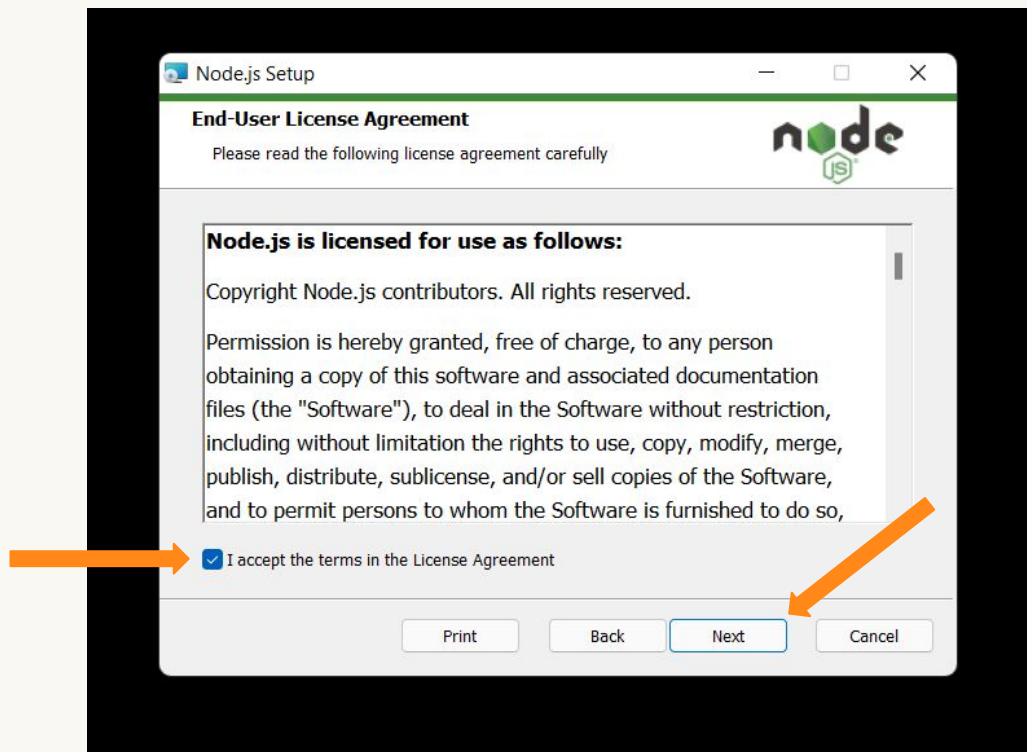 Node.js Setup
End-User License Agreement
Please read the following license agreement carefully
node
JS
Node.js is licensed for use as follows:
Copyright Node.js contributors. All rights reserved.
Permission is hereby granted, free of charge, to any person
obtaining a copy of this software and associated documentation
files (the "Software"), to deal in the Software without restriction,
including without limitation the rights to use, copy, modify, merge,
publish, distribute, sublicense, and/or sell copies of the Software,
and to permit persons to whom the Software is furnished to do so,
I accept the terms in the License Agreement
Print Back Next Cancel